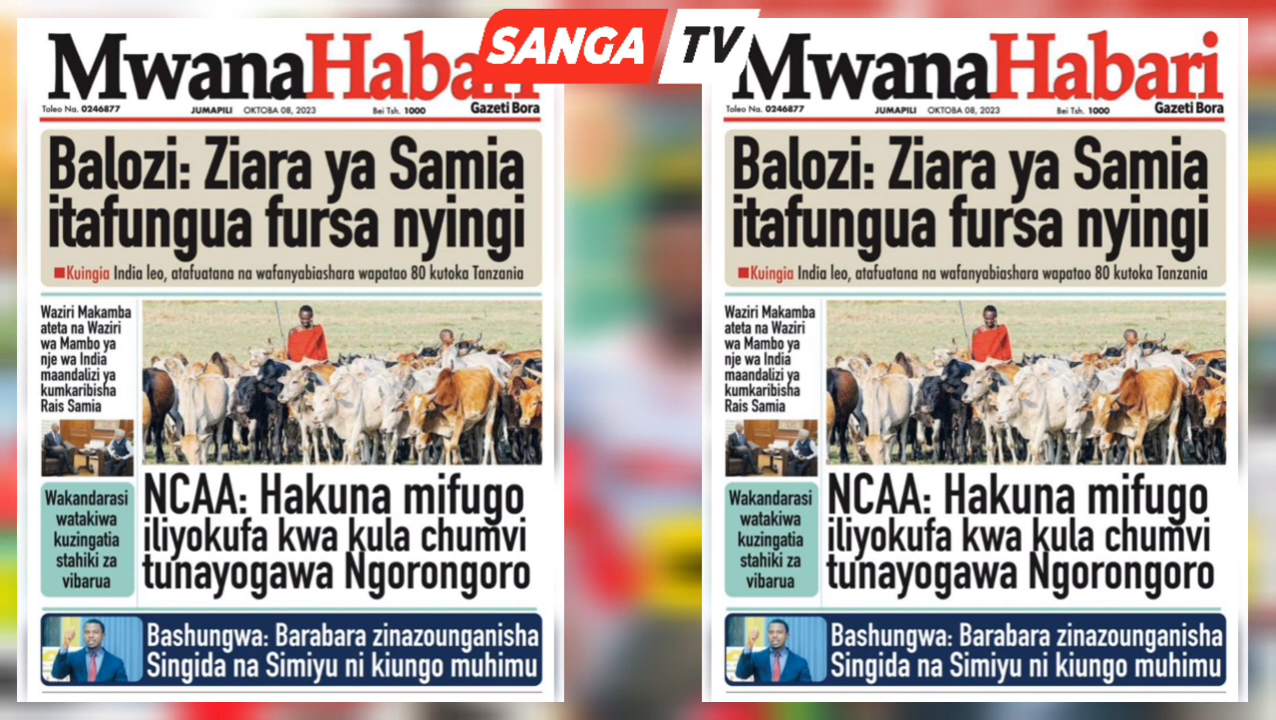 SANGA TV
MwanaHabari
Toleo Na. 0246877 JUMAPILI OKTOBA 08, 2023 Bei Tsh. 1000 Gazeti Bora
Balozi: Ziara ya Samia
itafungua fursa nyingi
Kuingia India leo, atafuatana na wafanyabiashara wapatao 80 kutoka Tanzania
Waziri Makamba
ateta na Waziri
wa Mambo ya
nje wa India
maandalizi ya
kumkaribisha
Rais Samia
Wakandarasi
watakiwa
kuzingatia
stahiki za
vibarua
NCAA: Hakuna mifugo
iliyokufa kwa kula chumvi
tunayogawa Ngorongoro
Bashungwa: Barabara zinazounganisha
Singida na Simiyu ni kiungo muhimu
MwanaHabari
Toleo Na. 0246877 JUMAPILI OKTOBA 08, 2023 Bei Tsh. 1000 Gazeti Bora
Balozi: Ziara ya Samia
itafungua fursa nyingi
Kuingia India leo, atafuatana na wafanyabiashara wapatao 80 kutoka Tanzania
Waziri Makamba
ateta na Waziri
wa Mambo ya
nje wa India
maandalizi ya
kumkaribisha
Rais Samia
Wakandarasi
watakiwa
kuzingatia
stahiki za
vibarua
NCAA: Hakuna mifugo
iliyokufa kwa kula chumvi
tunayogawa Ngorongoro
Bashungwa: Barabara zinazounganisha
Singida na Simiyu ni kiungo muhimu